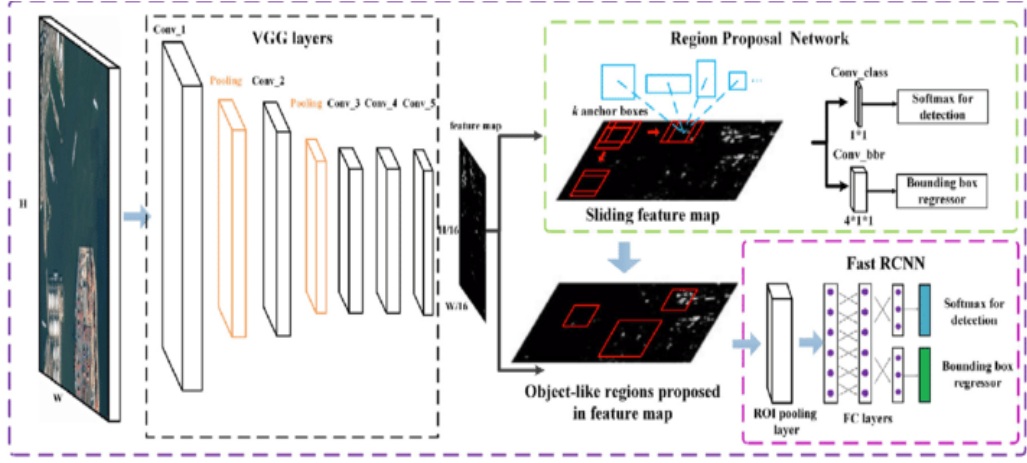 VGG layers
Conv_1
Pooling
Conv_2
Pooling
Conv_3
Conv_4
Conv_5
H
W
feature map
H/16
W/16
Region Proposal Network
...
k anchor boxes
Sliding feature map
Conv_class
1*1
Softmax for
detection
Conv_bbr
4*1*1
Bounding box
regressor
Object-like regions proposed
in feature map
Fast RCNN
ROI pooling
layer
FC layers
Softmax for
detection
Bounding box
regressor